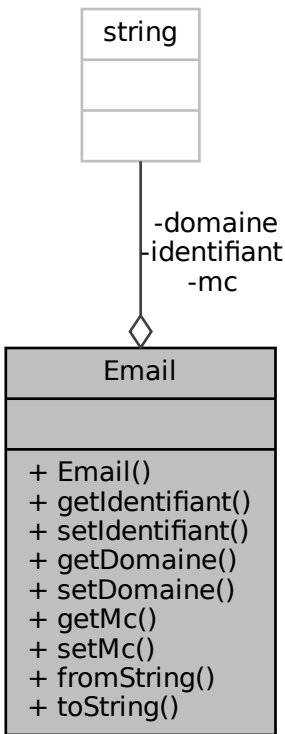 string
-domaine
-identifiant
-mc
Email
+ Email()
+ getIdentifiant()
+ setIdentifiant()
+ getDomaine()
+ setDomaine()
+ getMc()
+ setMc()
+ fromString()
+ toString()